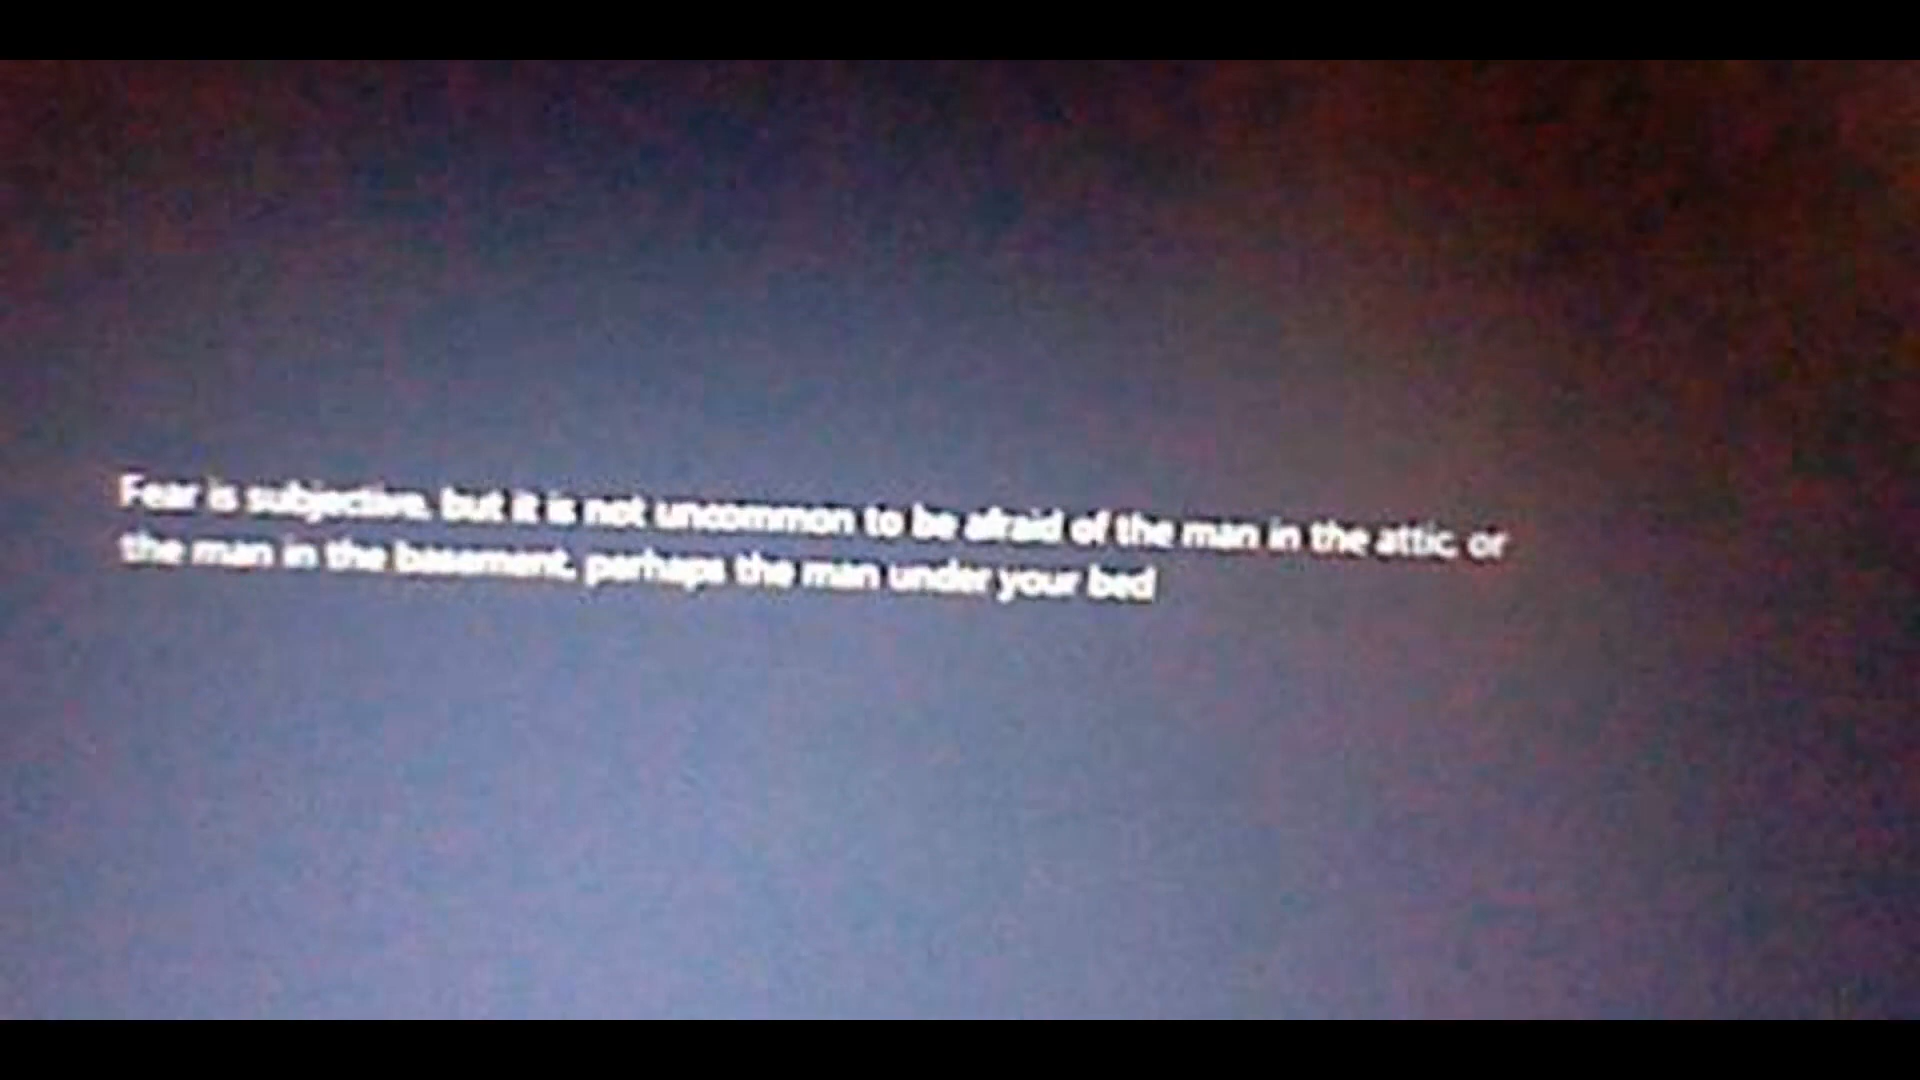 Fear is subjective, but it is not uncommon to be afraid of the man in the attic, or
the man in the basement, perhaps the man under your bed